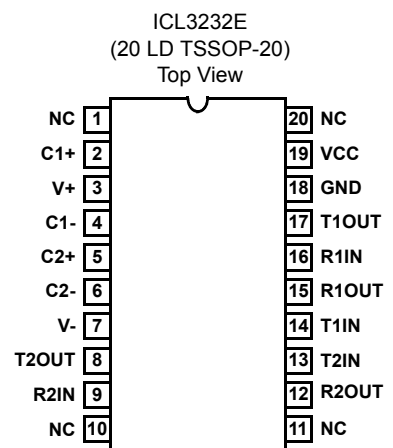 ICL3232E
(20 LD TSSOP-20)
Top View
NC 1 20 NC
C1+ 2 19 VCC
V+ 3 18 GND
C1- 4 17 T1OUT
C2+ 5 16 R1IN
C2- 6 15 R1OUT
V- 7 14 T1IN
T2OUT 8 13 T2IN
R2IN 9 12 R2OUT
NC 10 11 NC